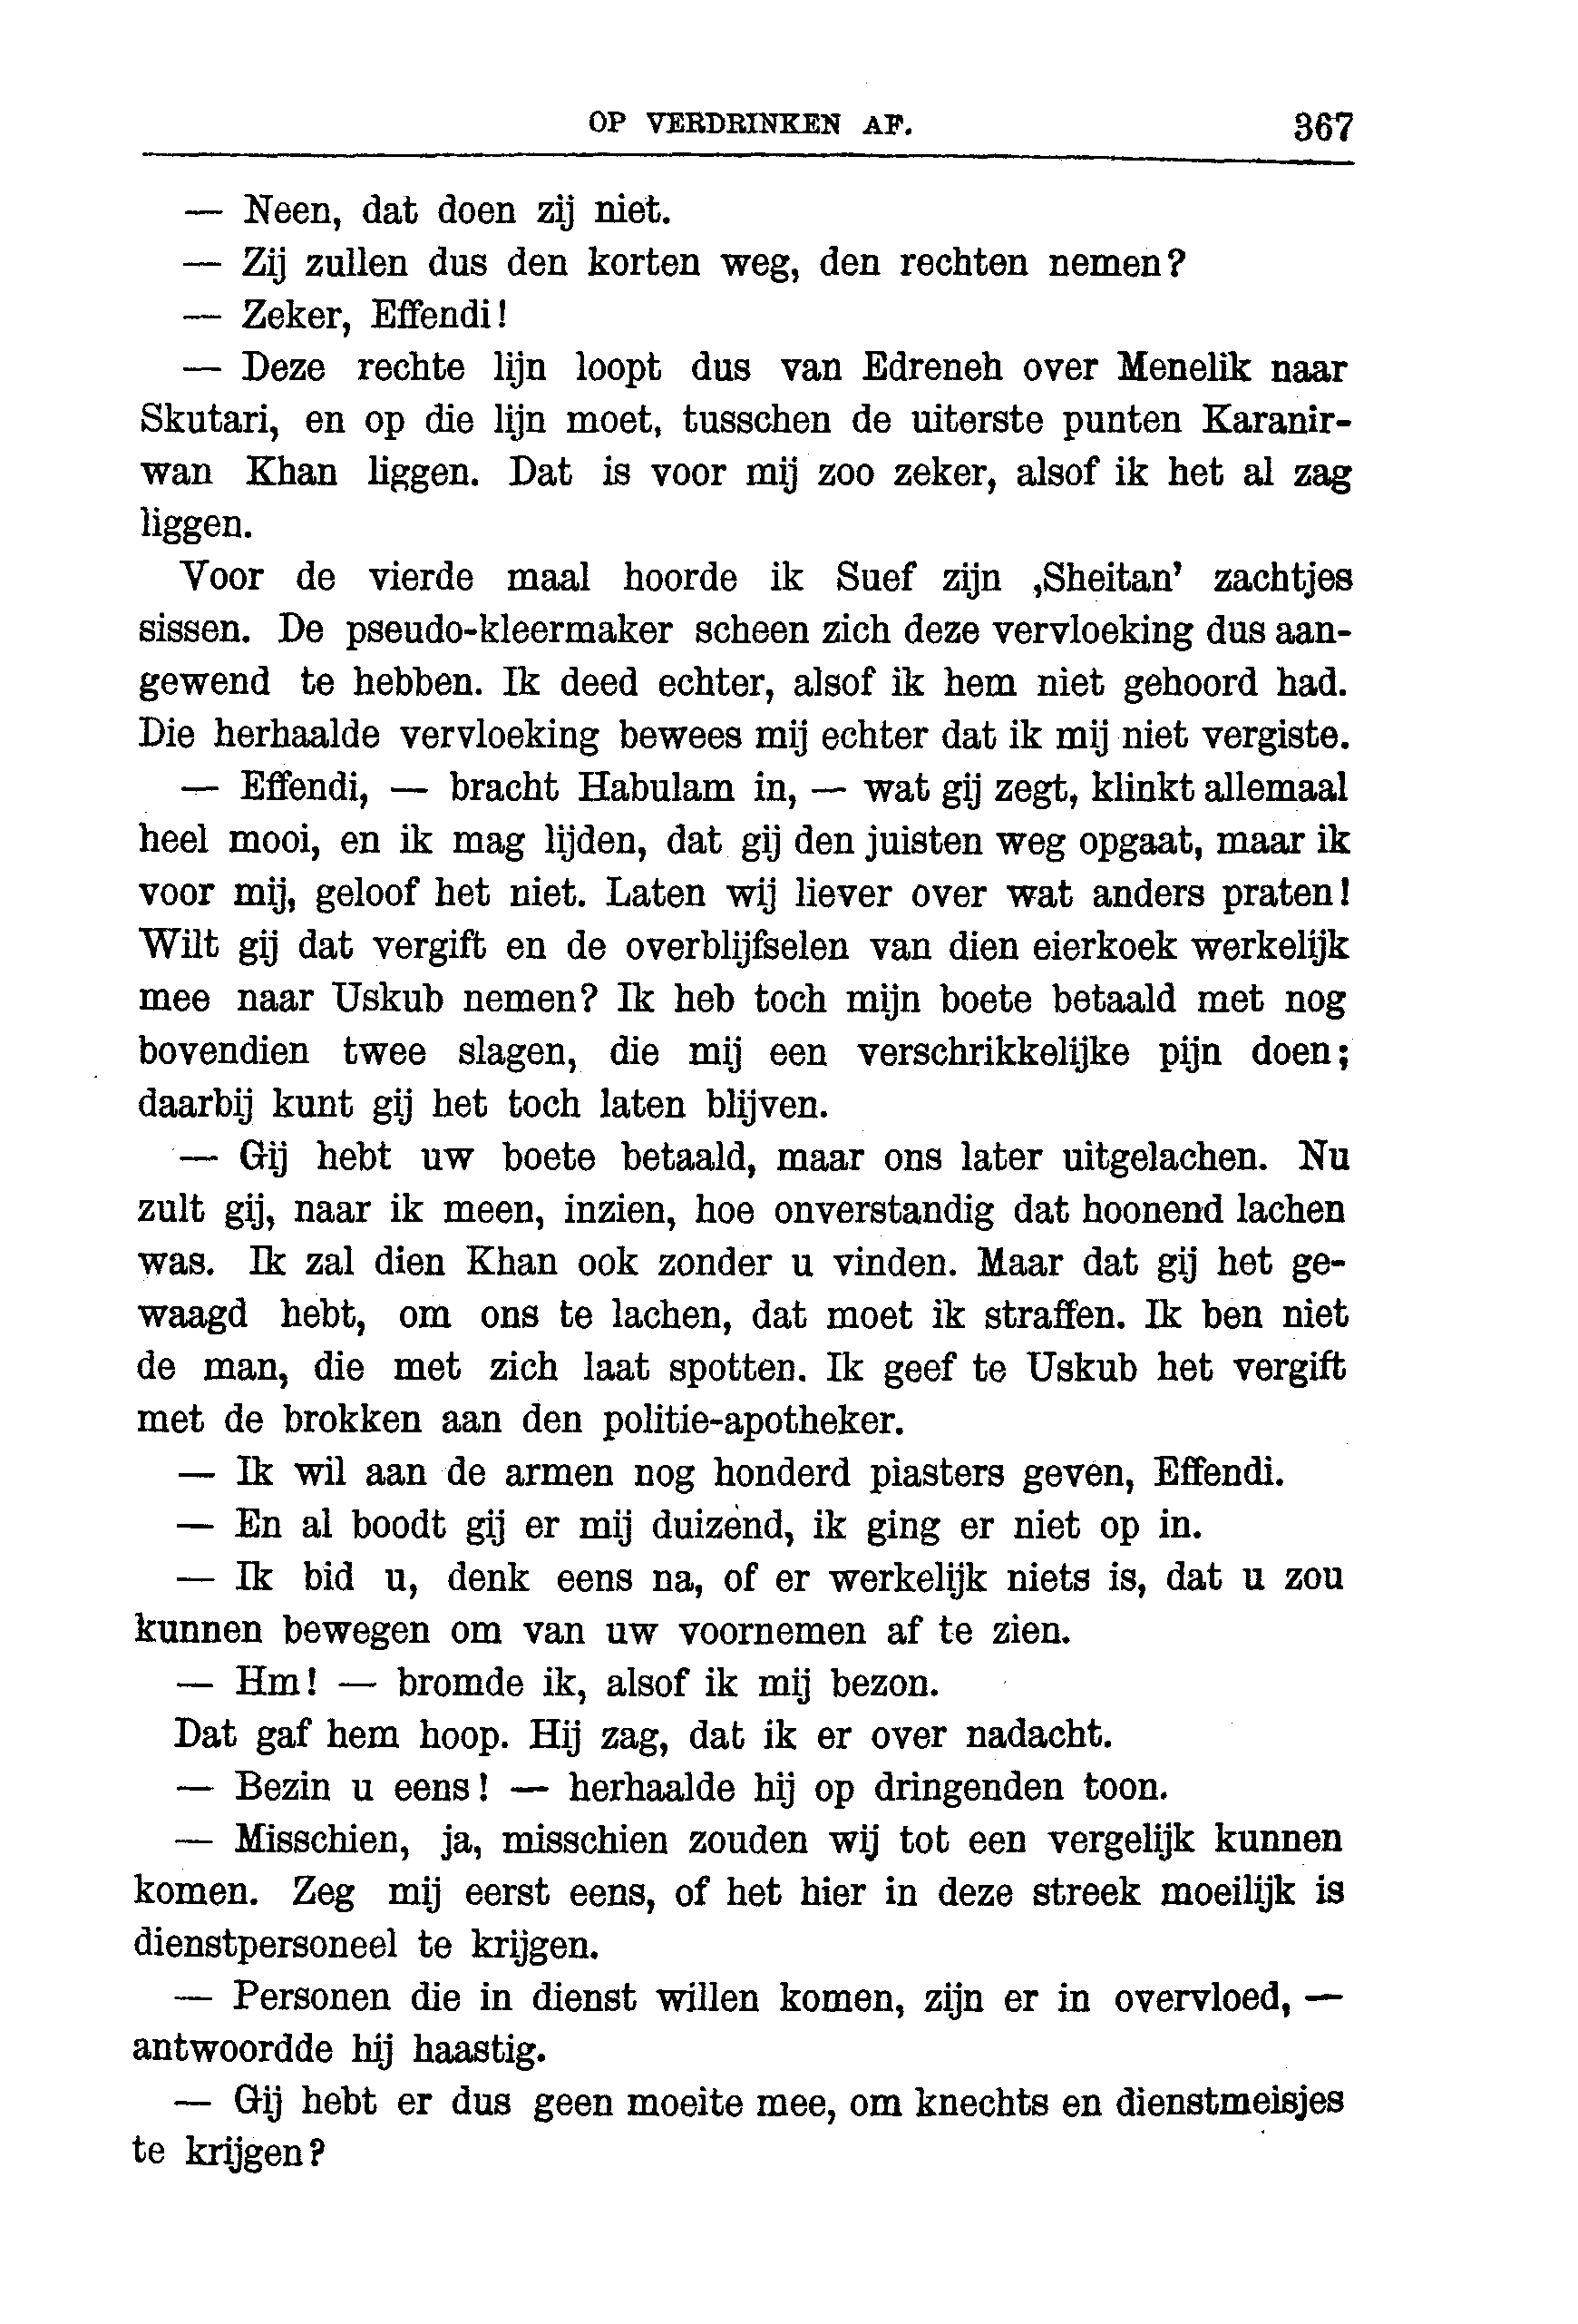 OP VERDRINKEN AF. 367
— Neen, dat doen zij niet.
— Zij zullen dus den korten weg, den rechten nemen?
— Zeker, Effendi!
— Deze rechte lijn loopt dus van Edreneh over Menelik naar
Skutari, en op die lijn moet, tusschen de uiterste punten Karanir-
wan Khan liggen. Dat is voor mij zoo zeker, alsof ik het al zag
liggen.
Voor de vierde maal hoorde ik Suef zijn ‚Sheitan’ zachtjes
sissen. De pseudo-kleermaker scheen zich deze vervloeking dus aan-
gewend te hebben. Ik deed echter, alsof ik hem niet gehoord had.
Die herhaalde vervloeking bewees mij echter dat ik mij niet vergiste.
— Effendi, — bracht Habulam in, — wat gij zegt, klinkt allemaal
heel mooi, en ik mag lijden, dat gij den juisten weg opgaat, maar ik
voor mij, geloof het niet. Laten wij liever over wat anders praten!
Wilt gij dat vergift en de overblijfselen van dien eierkoek werkelijk
mee naar Uskub nemen? Ik heb toch mijn boete betaald met nog
bovendien twee slagen, die mij een verschrikkelijke pijn doen;
daarbij kunt gij het toch laten blijven.
— Gij hebt uw boete betaald, maar ons later uitgelachen. Nu
zult gij, naar ik meen, inzien, hoe onverstandig dat hoonend lachen
was. Ik zal dien Khan ook zonder u vinden. Maar dat gij het ge-
waagd hebt, om ons te lachen, dat moet ik straffen. Ik ben niet
de man, die met zich laat spotten. Ik geef te Uskub het vergift
met de brokken aan den politie-apotheker.
— Ik wil aan de armen nog honderd piasters geven, Effendi.
— En al boodt gij er mij duizend, ik ging er niet op in.
— Ik bid u, denk eens na, of er werkelijk niets is, dat u zou
kunnen bewegen om van uw voornemen af te zien.
— Hm! — bromde ik, alsof ik mij bezon.
Dat gaf hem hoop. Hij zag, dat ik er over nadacht.
— Bezin u eens! — herhaalde hij op dringenden toon.
— Misschien, ja, misschien zouden wij tot een vergelijk kunnen
komen. Zeg mij eerst eens, of het hier in deze streek moeilijk is
dienstpersoneel te krijgen.
— Personen die in dienst willen komen, zijn er in overvloed, —
antwoordde hij haastig.
— Gij hebt er dus geen moeite mee, om knechts en dienstmeisjes
te krijgen?